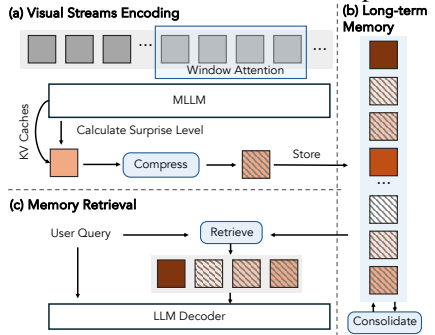 (a) Visual Streams Encoding
... ...
Window Attention
MLLM
KV Caches
Calculate Surprise Level
Compress
Store
(b) Long-term
Memory
...
Consolidate
(c) Memory Retrieval
User Query
Retrieve
LLM Decoder